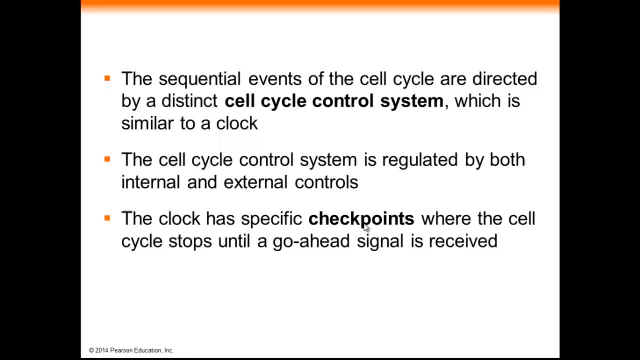 The sequential events of the cell cycle are directed
by a distinct cell cycle control system, which is
similar to a clock
The cell cycle control system is regulated by both
internal and external controls
The clock has specific checkpoints where the cell
cycle stops until a go-ahead signal is received
© 2014 Pearson Education, Inc.